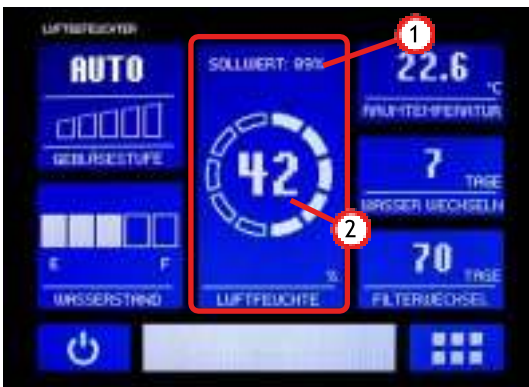 LUFTBEFEUCHTER
AUTO
GEBLÄSESTUFE
E F
WASSERSTAND
SOLLWERT: 89%
42
%
LUFTFEUCHTE
22.6
°C
RAUMTEMPERATUR
7
TAGE
WASSER WECHSELN
70
TAGE
FILTERWECHSEL
1
2